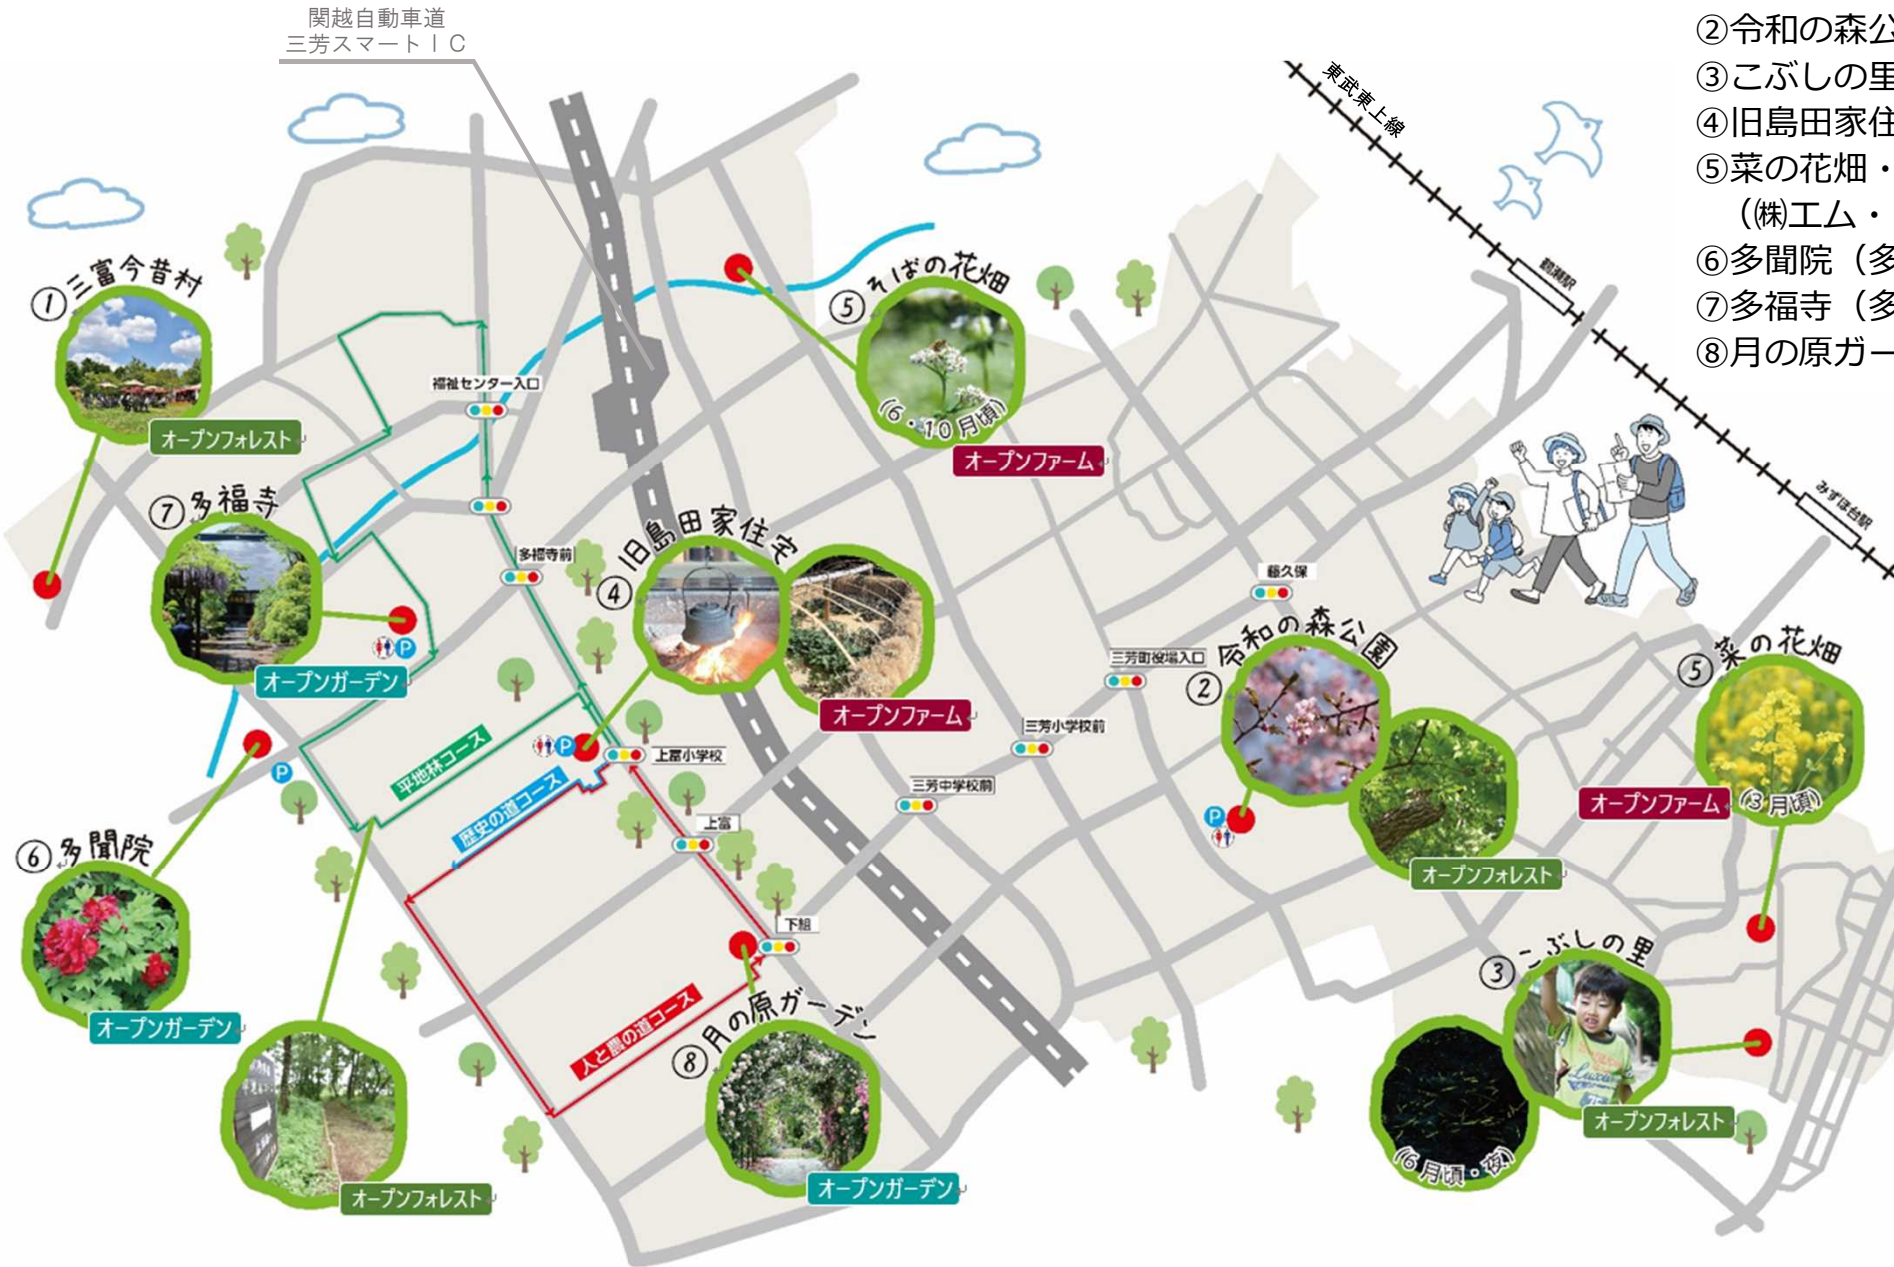 関越自動車道
三芳スマートIC
②令和の森公
③こぶしの里
④旧島田家住
⑤菜の花畑・
(㈱エム・
⑥多聞院（多
⑦多福寺（多
⑧月の原ガー
東武東上線
鶴瀬駅
みずほ台駅
①三富今昔村
オープンフォレスト
⑤そばの花畑
(6・10月頃)
オープンファーム
福祉センター入口
⑦多福寺
オープンガーデン
P
多福寺前
④旧島田家住宅
オープンファーム
P
上富小学校
藤久保
三芳町役場入口
三芳小学校前
三芳中学校前
②令和の森公園
P
オープンフォレスト
⑤菜の花畑
オープンファーム
(3月頃)
平地林コース
歴史の道コース
上富
P
⑥多聞院
オープンガーデン
下組
人と農の道コース
⑧月の原ガーデン
オープンガーデン
オープンフォレスト
③こぶしの里
オープンフォレスト
(6月頃・夜)